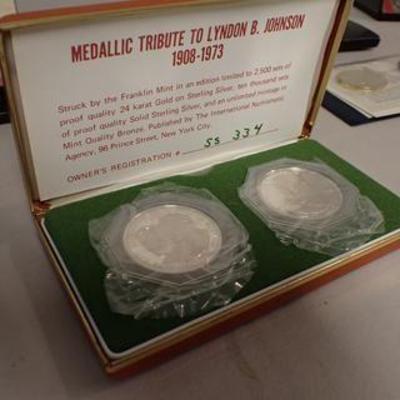 MEDALLIC TRIBUTE TO LYNDON B. JOHNSON
1908-1973
Struck by the Franklin Mint in an edition limited to 2,500 sets of
proof quality 24 karat Gold on Sterling Silver, ten thousand sets
of proof quality Solid Sterling Silver, and an unlimited mintage in
Mint Quality Bronze. Published by The International Numismatic
Agency, 96 Prince Street, New York City.
OWNER'S REGISTRATION # SS 334